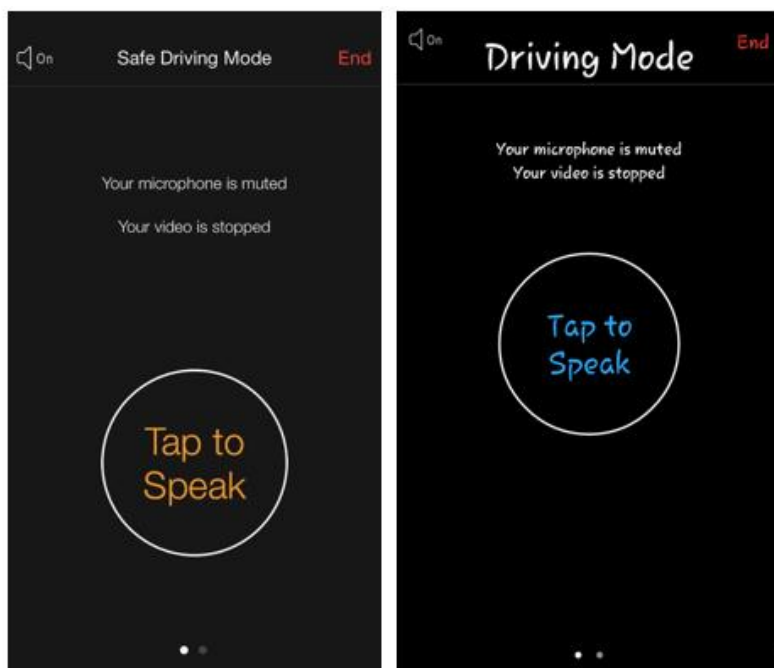 On Safe Driving Mode End
Your microphone is muted
Your video is stopped
Tap to
Speak
On Driving Mode End
Your microphone is muted
Your video is stopped
Tap to
Speak